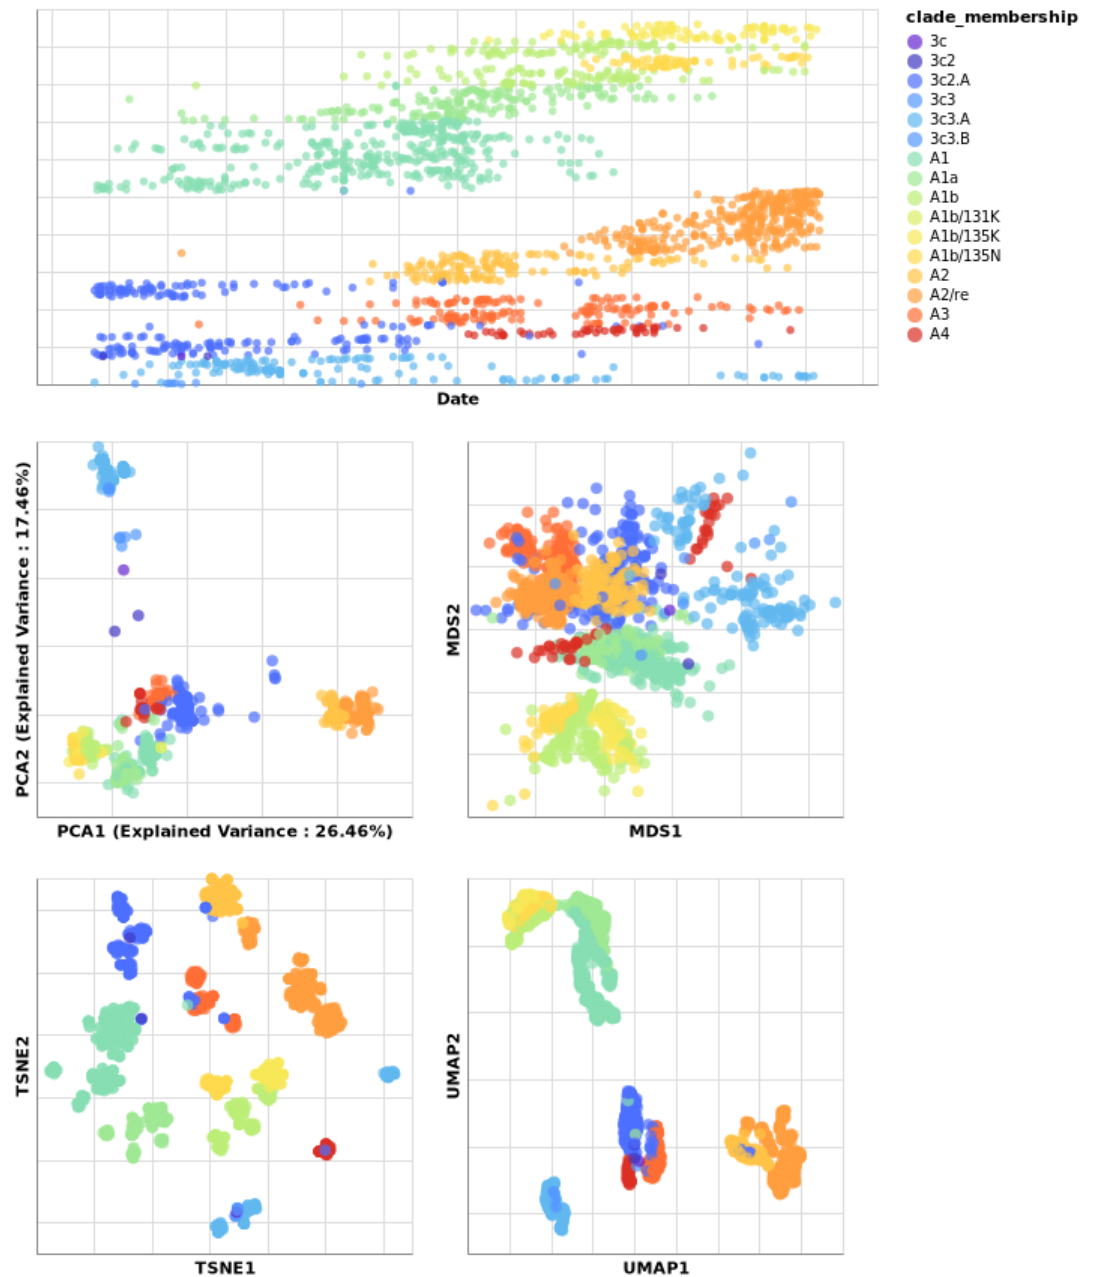 clade_membership
3c
3c2
3c2.A
3c3
3c3.A
3c3.B
A1
A1a
A1b
A1b/131K
A1b/135K
A1b/135N
A2
A2/re
A3
A4
Date
PCA2 (Explained Variance : 17.46%)
PCA1 (Explained Variance : 26.46%)
MDS2
MDS1
TSNE2
TSNE1
UMAP2
UMAP1